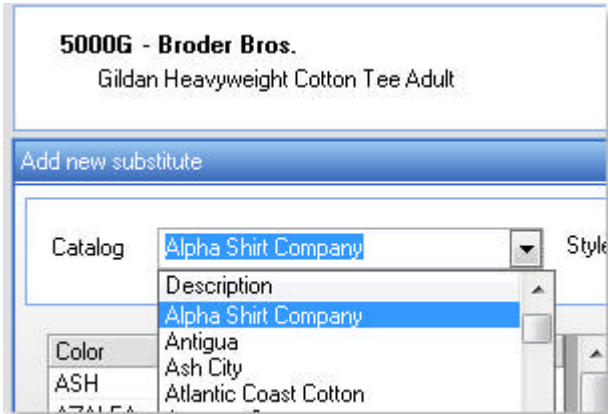 5000G - Broder Bros.
Gildan Heavyweight Cotton Tee Adult
Add new substitute
Catalog Alpha Shirt Company Style
Description
Alpha Shirt Company
Antigua
Ash City
Atlantic Coast Cotton
Color
ASH